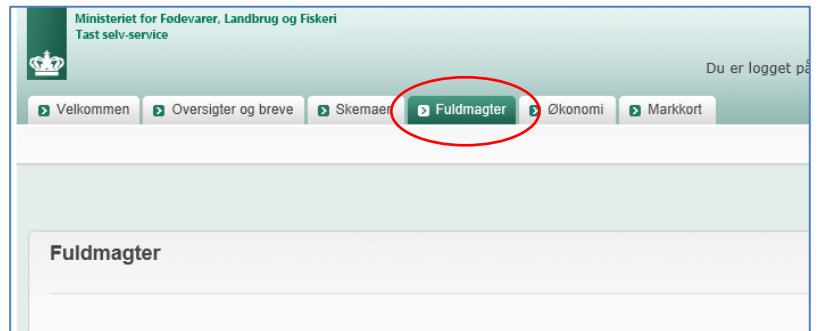 Ministeriet for Fødevarer, Landbrug og Fiskeri
Tast selv-service
Du er logget på
Velkommen Oversigter og breve Skemaer Fuldmagter Økonomi Markkort
Fuldmagter